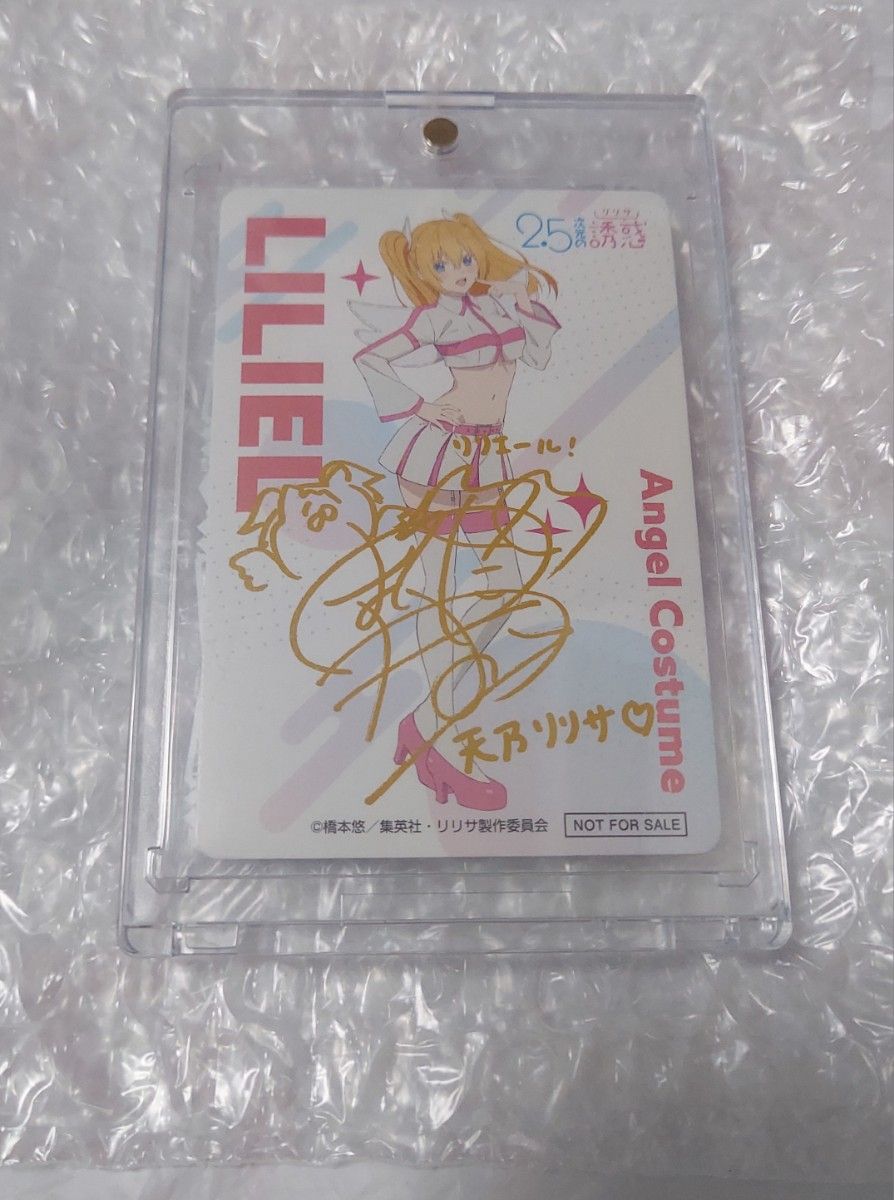 LILIEL
リリサ
2.5次元の誘惑
リリエール!
Angel Costume
天乃リリサ♡
©橋本悠/集英社・リリサ製作委員会
NOT FOR SALE